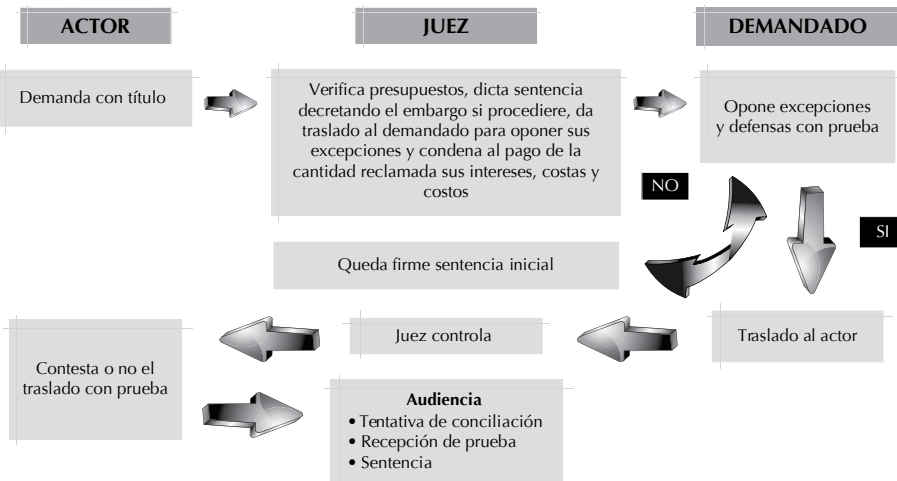 ACTOR
JUEZ
DEMANDADO
Demanda con título
Verifica presupuestos, dicta sentencia
decretando el embargo si procediere, da
traslado al demandado para oponer sus
excepciones y condena al pago de la
cantidad reclamada sus intereses, costas y
costos
Opone excepciones
y defensas con prueba
NO
SI
Queda firme sentencia inicial
Traslado al actor
Juez controla
Contesta o no el
traslado con prueba
Audiencia
• Tentativa de conciliación
• Recepción de prueba
• Sentencia